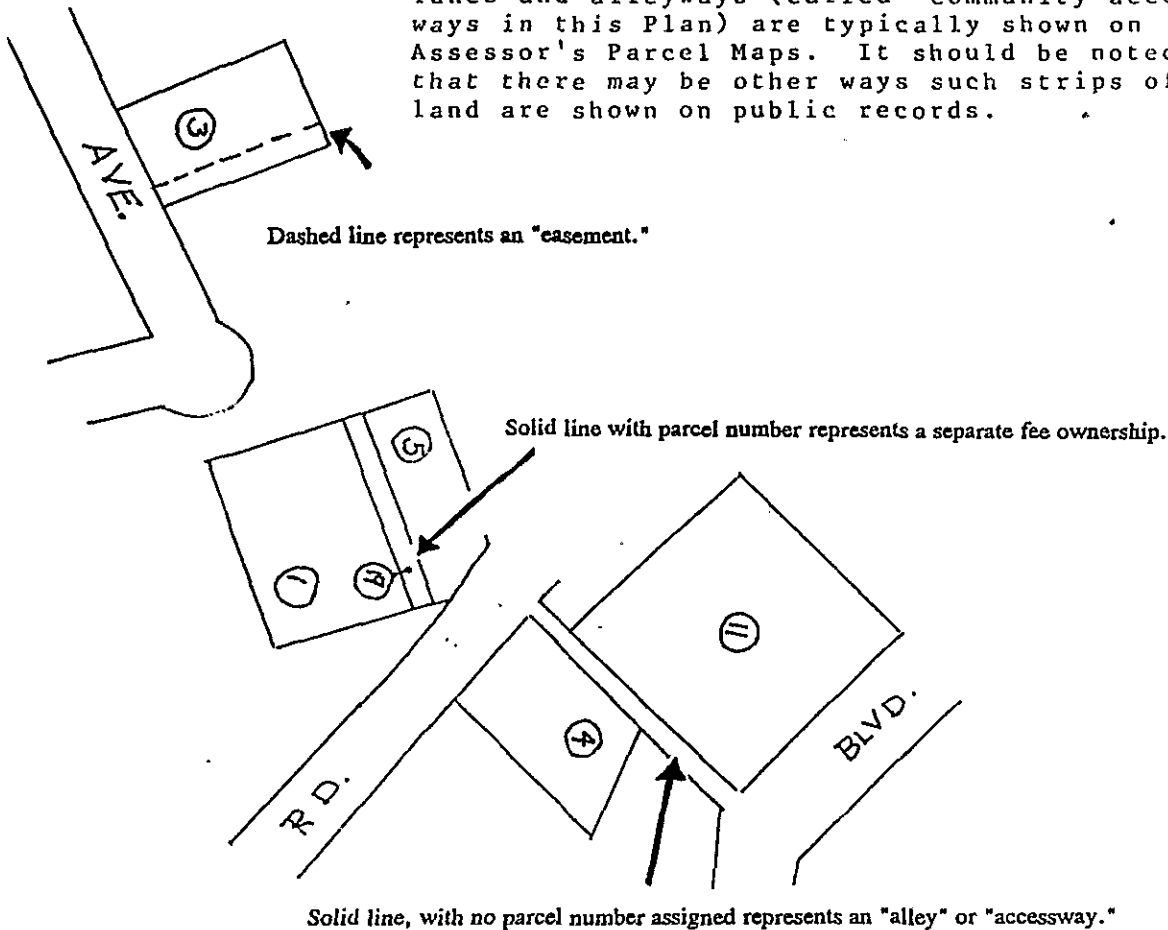 ways in this Plan) are typically shown on
Assessor's Parcel Maps. It should be noted
that there may be other ways such strips of
land are shown on public records.
3
AVE.
Dashed line represents an "easement."
Solid line with parcel number represents a separate fee ownership.
5
1
19
11
4
BLVD.
RD.
Solid line, with no parcel number assigned represents an "alley" or "accessway."